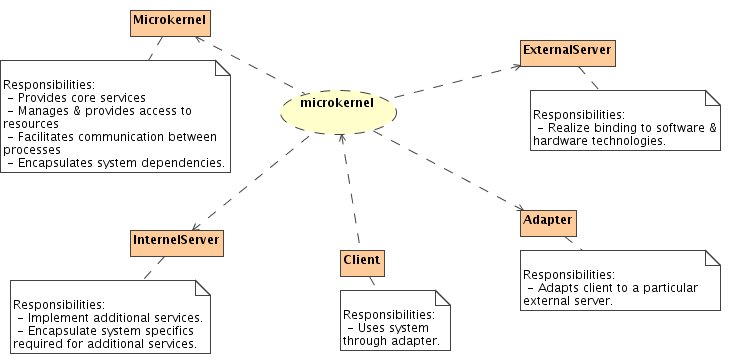 Microkernel
Responsibilities:
- Provides core services
- Manages & provides access to
resources
- Facilitates communication between
processes
- Encapsulates system dependencies.
microkernel
ExternalServer
Responsibilities:
- Realize binding to software &
hardware technologies.
InternelServer
Responsibilities:
- Implement additional services.
- Encapsulate system specifics
required for additional services.
Client
Responsibilities:
- Uses system
through adapter.
Adapter
Responsibilities:
- Adapts client to a particular
external server.